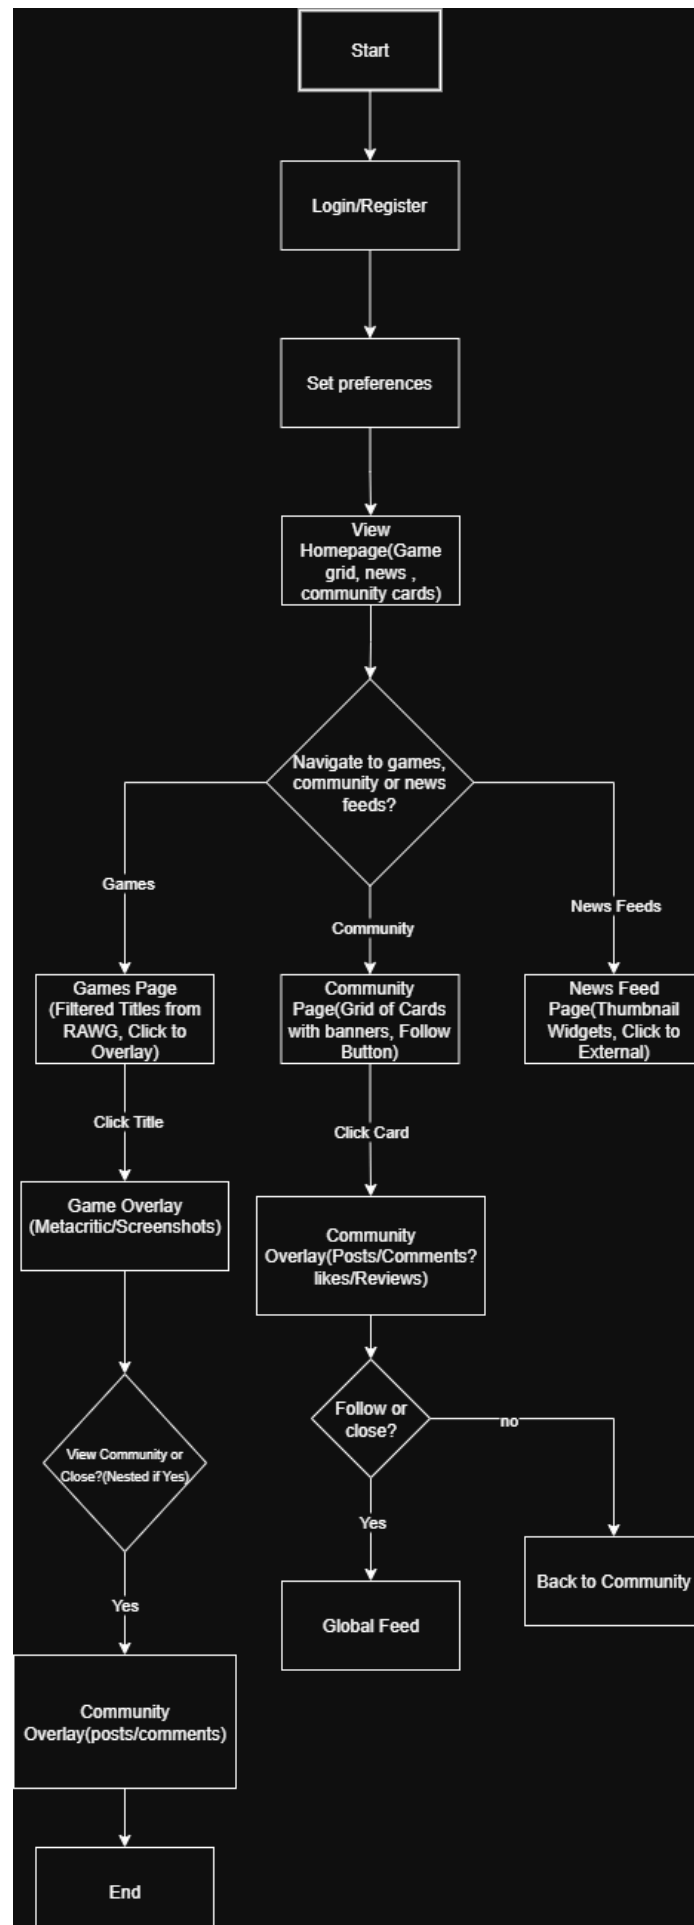 Start
Login/Register
Set preferences
View
Homepage(Game
grid, news ,
community cards)
Navigate to games,
community or news
feeds?
Games
Community
News Feeds
Games Page
(Filtered Titles from
RAWG, Click to
Overlay)
Community
Page(Grid of Cards
with banners, Follow
Button)
News Feed
Page(Thumbnail
Widgets, Click to
External)
Click Title
Click Card
Game Overlay
(Metacritic/Screenshots)
Community
Overlay(Posts/Comments?
likes/Reviews)
Follow or
close?
no
View Community or
Close?(Nested if Yes)
Yes
Back to Community
Yes
Global Feed
Community
Overlay(posts/comments)
End